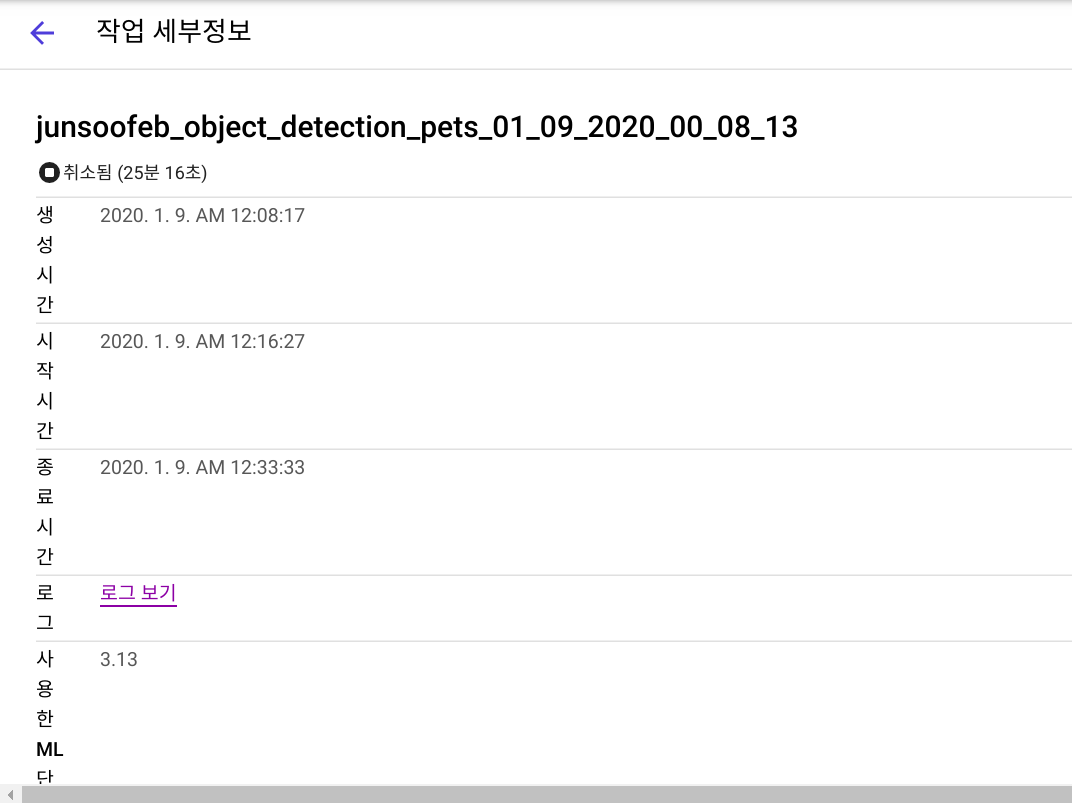 작업 세부정보
junsoofeb_object_detection_pets_01_09_2020_00_08_13
취소됨 (25분 16초)
생 2020. 1. 9. AM 12:08:17
성
시
간
시 2020. 1. 9. AM 12:16:27
작
시
간
종 2020. 1. 9. AM 12:33:33
료
시
간
로 로그 보기
그
사 3.13
용
한
ML
단